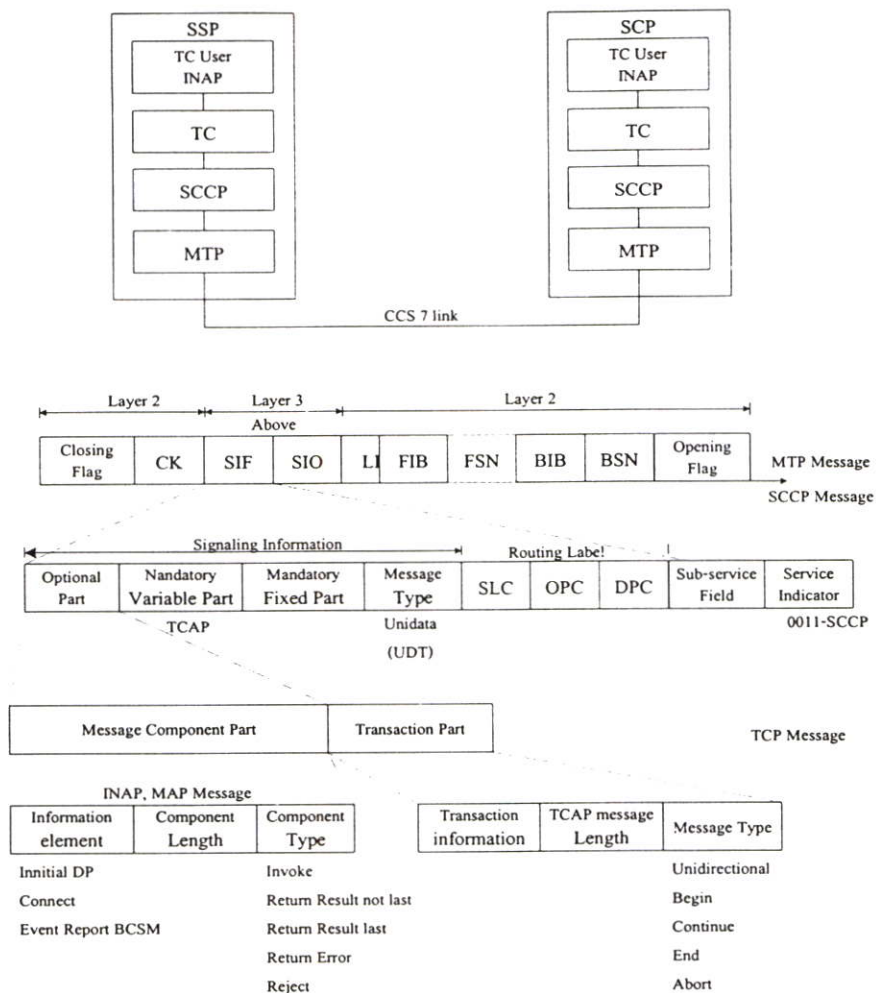 SSP
TC User
INAP
TC
SCCP
MTP
SCP
TC User
INAP
TC
SCCP
MTP
CCS 7 link
Layer 2
Layer 3
Layer 2
Above
Closing
Flag
CK
SIF
SIO
LI
FIB
FSN
BIB
BSN
Opening
Flag
MTP Message
SCCP Message
Signaling Information
Routing Label
Optional
Part
Nandatory
Variable Part
Mandatory
Fixed Part
Message
Type
SLC
OPC
DPC
Sub-service
Field
Service
Indicator
TCAP
Unidata
(UDT)
0011-SCCP
Message Component Part
Transaction Part
TCP Message
INAP, MAP Message
Information
element
Component
Length
Component
Type
Transaction
information
TCAP message
Length
Message Type
Innitial DP
Connect
Event Report BCSM
Invoke
Return Result not last
Return Result last
Return Error
Reject
Unidirectional
Begin
Continue
End
Abort